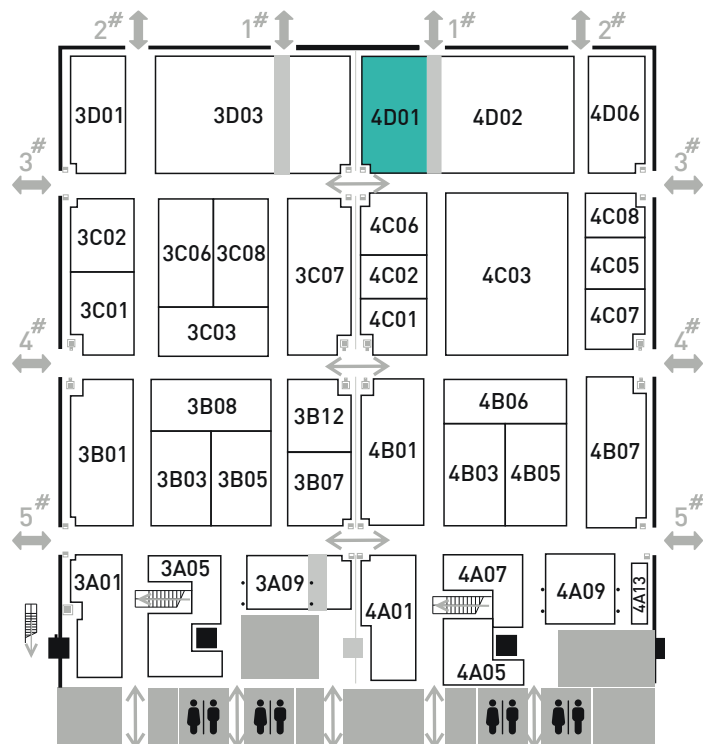 2# 1# 1# 2#
3D01 3D03 4D01 4D02 4D06
3# 3#
3C02 3C06 3C08 3C07 4C06 4C03 4C08
4C02 4C05
3C01 3C03 4C01 4C07
4# 4#
3B08 3B12 4B06
3B01 3B03 3B05 3B07 4B01 4B03 4B05 4B07
5# 5#
3A01 3A05 3A09 4A01 4A07 4A09 4A13
4A05